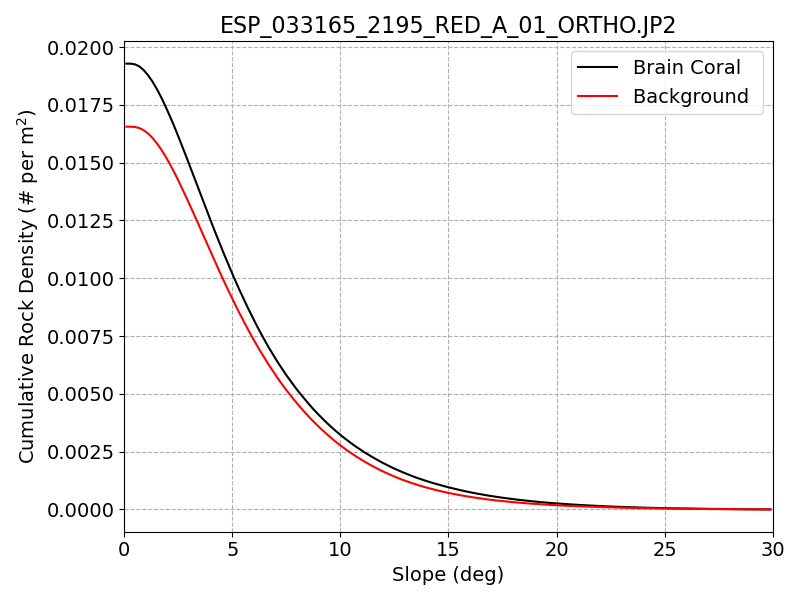 ESP_033165_2195_RED_A_01_ORTHO.JP2
Brain Coral
Background
Cumulative Rock Density (# per m²)
0.0200
0.0175
0.0150
0.0125
0.0100
0.0075
0.0050
0.0025
0.0000
0 5 10 15 20 25 30
Slope (deg)